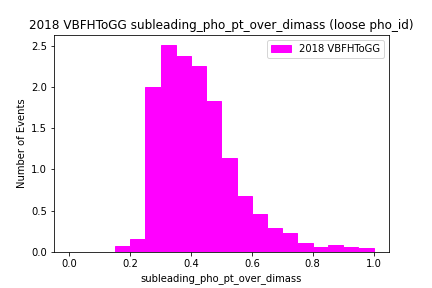 2018 VBFHToGG subleading_pho_pt_over_dimass (loose pho_id)
2018 VBFHToGG
Number of Events
2.5
2.0
1.5
1.0
0.5
0.0
0.0 0.2 0.4 0.6 0.8 1.0
subleading_pho_pt_over_dimass